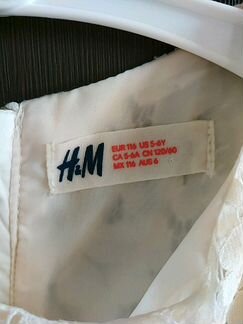 H&M
EUR 116 US 5-6Y
CA 5-6A CN 120/60
MX 116 AUS 6